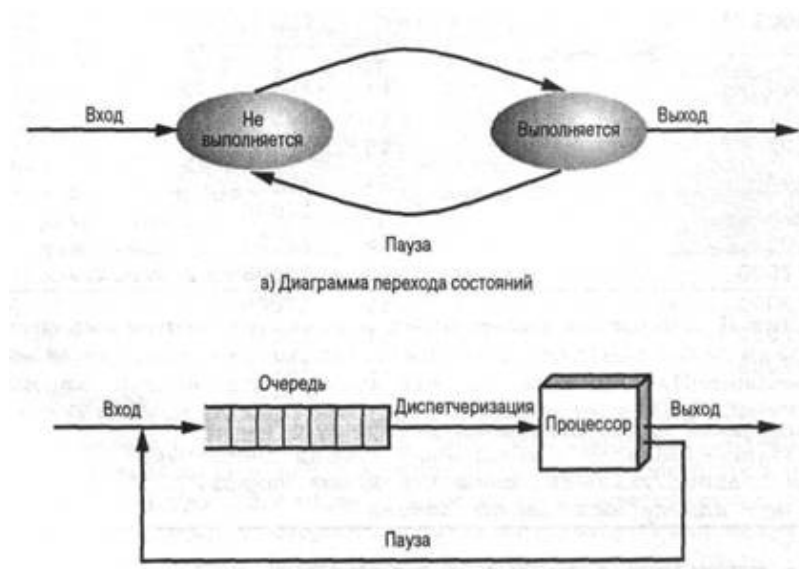 Вход
Не
выполняется
Выполняется
Выход
Пауза
а) Диаграмма перехода состояний
Очередь
Вход
Диспетчеризация
Процессор
Выход
Пауза